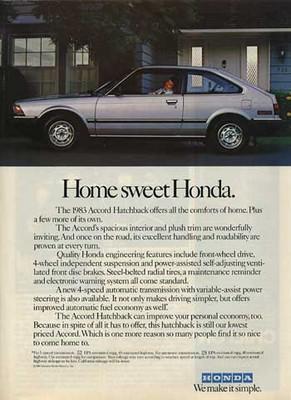 Home sweet Honda.
The 1983 Accord Hatchback offers all the comforts of home. Plus
a few more of its own.
The Accord's spacious interior and plush trim are wonderfully
inviting. And once on the road, its excellent handling and roadability are
proven at every turn.
Quality Honda engineering features include front-wheel drive,
4-wheel independent suspension and power-assisted self-adjusting venti-
lated front disc brakes. Steel-belted radial tires, a maintenance reminder
and electronic warning system all come standard.
A new 4-speed automatic transmission with variable-assist power
steering is also available. It not only makes driving simpler, but offers
improved automatic fuel economy as well.
The Accord Hatchback can improve your personal economy, too.
Because in spite of all it has to offer, this hatchback is still our lowest
priced Accord. Which is one more reason so many people find it so nice
to come home to.
HONDA
We make it simple.